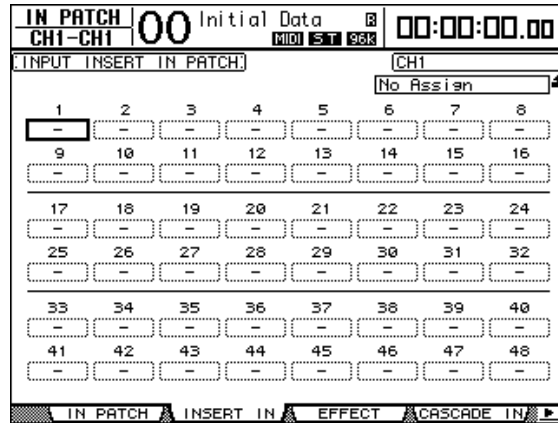 IN PATCH
CH1-CH1
00 Initial Data R
MIDI S.T 96K
00:00:00.00
INPUT INSERT IN PATCH
CH1
No Assign
1 2 3 4 5 6 7 8
- - - - - - - -
9 10 11 12 13 14 15 16
- - - - - - - -
17 18 19 20 21 22 23 24
- - - - - - - -
25 26 27 28 29 30 31 32
- - - - - - - -
33 34 35 36 37 38 39 40
- - - - - - - -
41 42 43 44 45 46 47 48
- - - - - - - -
IN PATCH INSERT IN EFFECT CASCADE IN